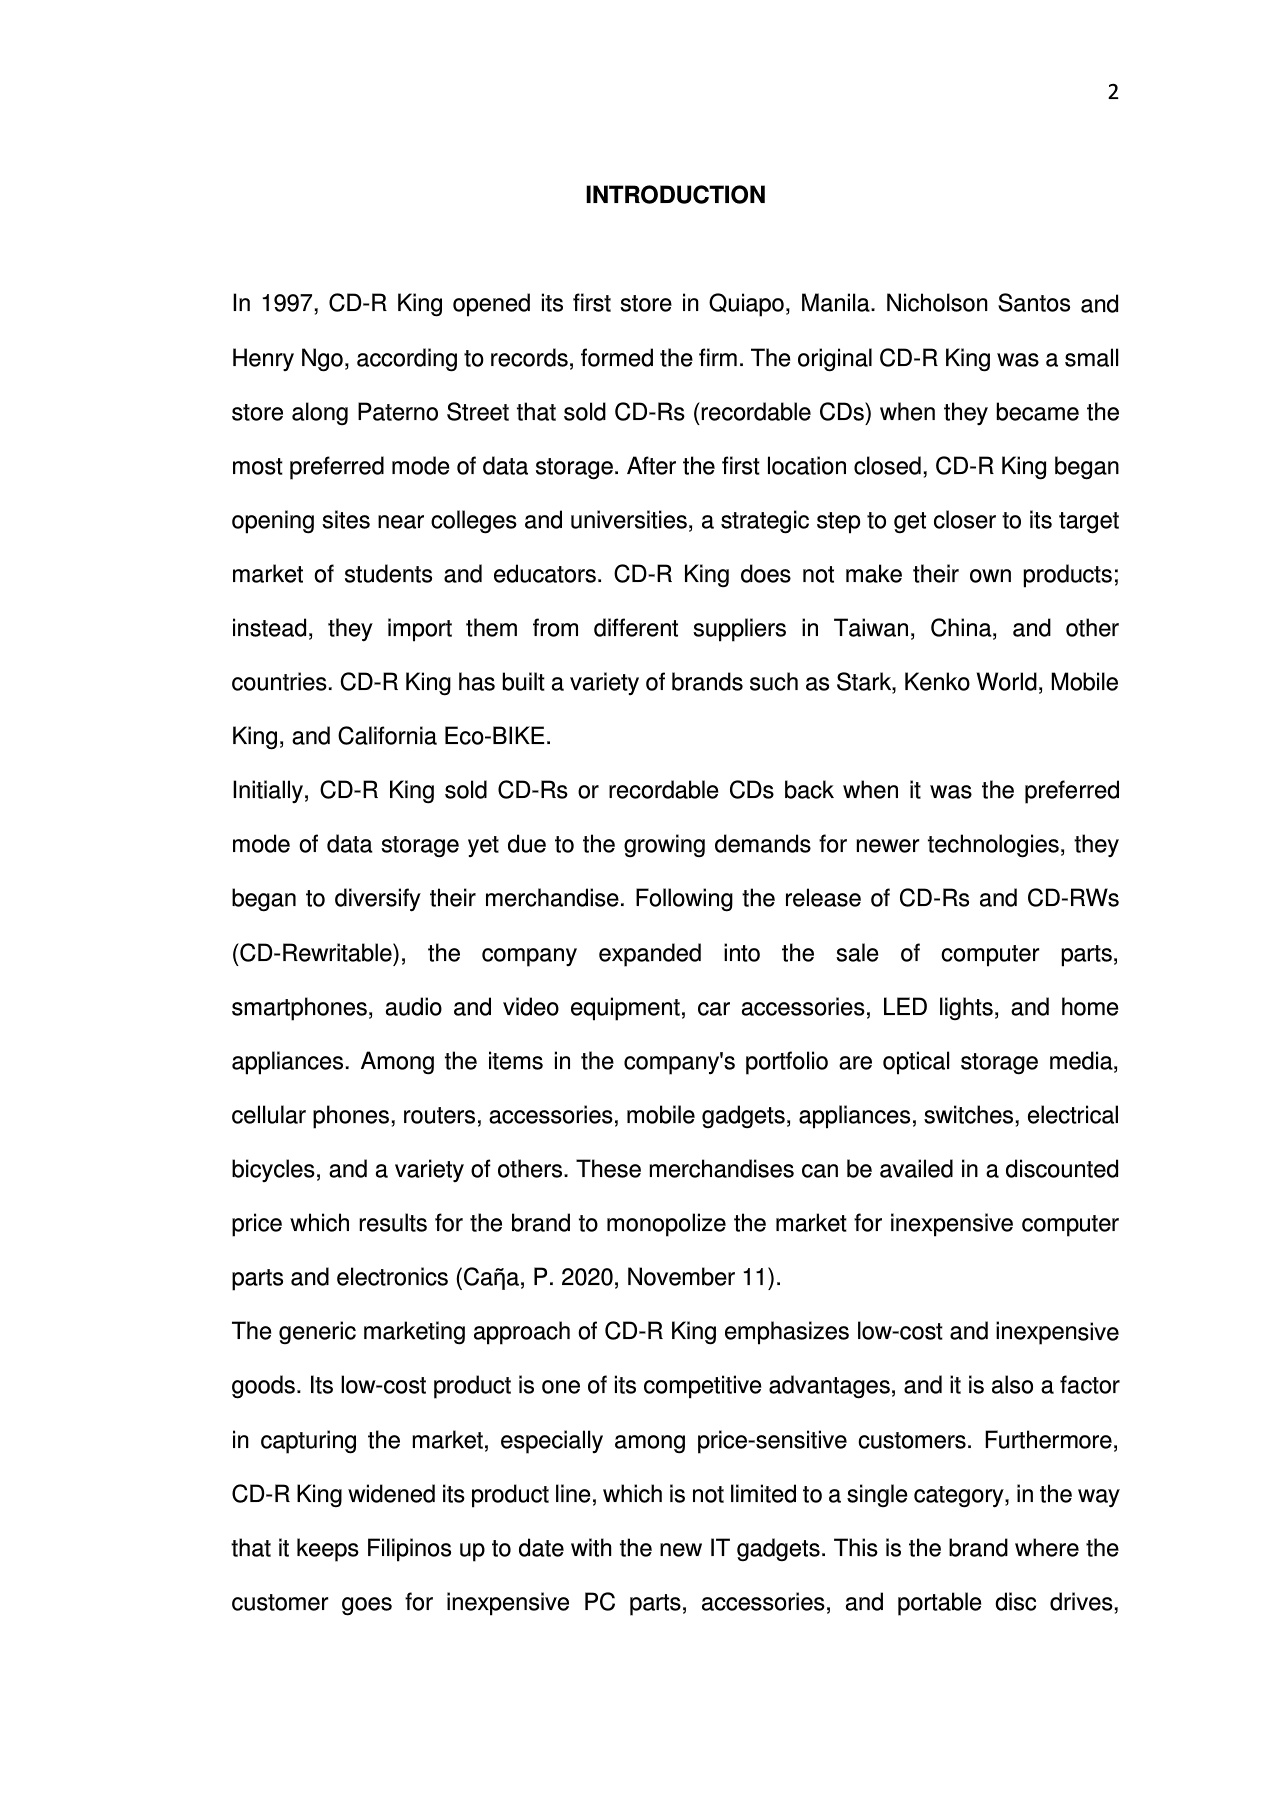 2
INTRODUCTION
In 1997, CD-R King opened its first store in Quiapo, Manila. Nicholson Santos and
Henry Ngo, according to records, formed the firm. The original CD-R King was a small
store along Paterno Street that sold CD-Rs (recordable CDs) when they became the
most preferred mode of data storage. After the first location closed, CD-R King began
opening sites near colleges and universities, a strategic step to get closer to its target
market of students and educators. CD-R King does not make their own products;
instead, they import them from different suppliers in Taiwan, China, and other
countries. CD-R King has built a variety of brands such as Stark, Kenko World, Mobile
King, and California Eco-BIKE.
Initially, CD-R King sold CD-Rs or recordable CDs back when it was the preferred
mode of data storage yet due to the growing demands for newer technologies, they
began to diversify their merchandise. Following the release of CD-Rs and CD-RWs
(CD-Rewritable), the company expanded into the sale of computer parts,
smartphones, audio and video equipment, car accessories, LED lights, and home
appliances. Among the items in the company's portfolio are optical storage media,
cellular phones, routers, accessories, mobile gadgets, appliances, switches, electrical
bicycles, and a variety of others. These merchandises can be availed in a discounted
price which results for the brand to monopolize the market for inexpensive computer
parts and electronics (Caña, P. 2020, November 11).
The generic marketing approach of CD-R King emphasizes low-cost and inexpensive
goods. Its low-cost product is one of its competitive advantages, and it is also a factor
in capturing the market, especially among price-sensitive customers. Furthermore,
CD-R King widened its product line, which is not limited to a single category, in the way
that it keeps Filipinos up to date with the new IT gadgets. This is the brand where the
customer goes for inexpensive PC parts, accessories, and portable disc drives,